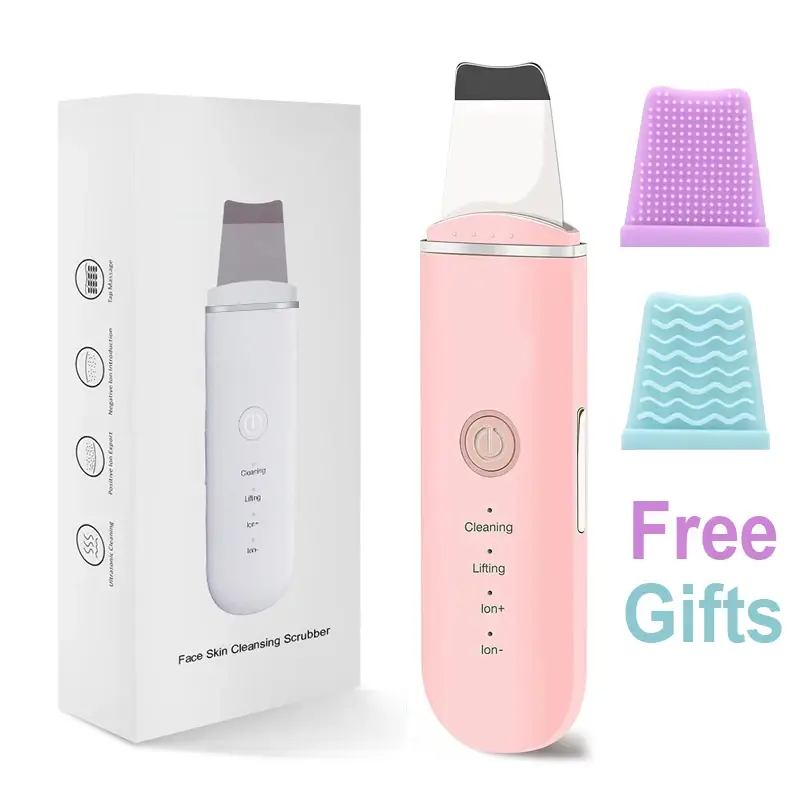 Tap Massage
Negative Ion Introduction
Positive Ion Export
Ultrasonic Cleaning
Cleaning
Lifting
Ion+
Ion-
Face Skin Cleansing Scrubber
Cleaning
Lifting
Ion+
Ion-
Free
Gifts